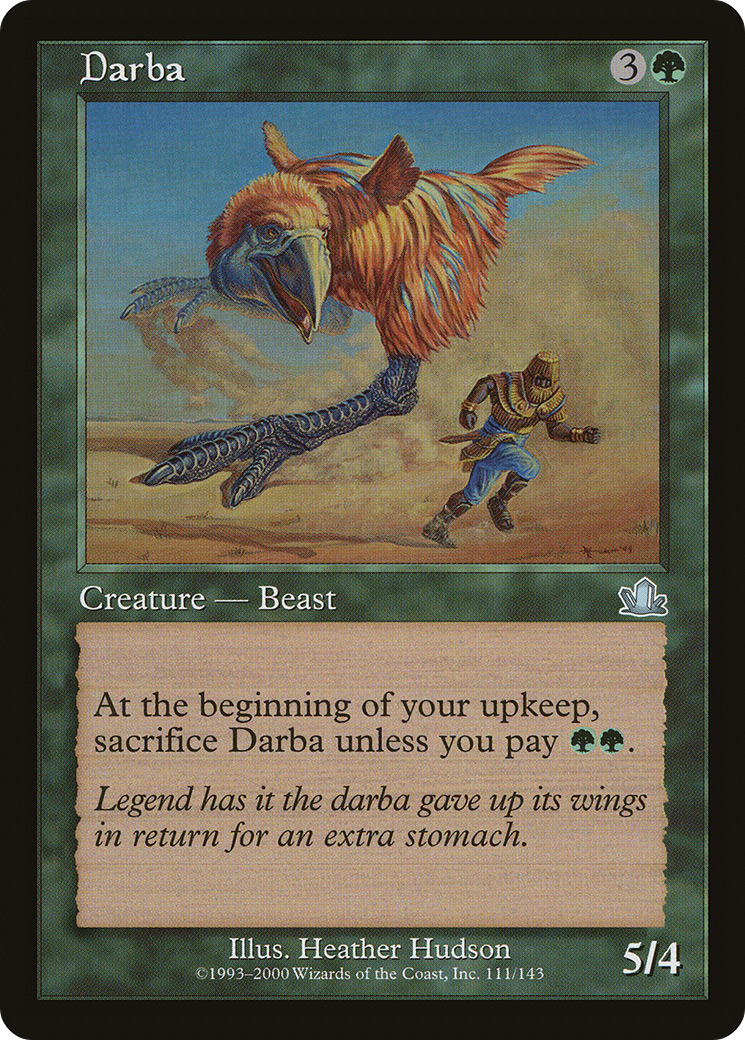 Darba
3
Creature — Beast
At the beginning of your upkeep,
sacrifice Darba unless you pay .
Legend has it the darba gave up its wings
in return for an extra stomach.
Illus. Heather Hudson
©1993–2000 Wizards of the Coast, Inc. 111/143
5/4